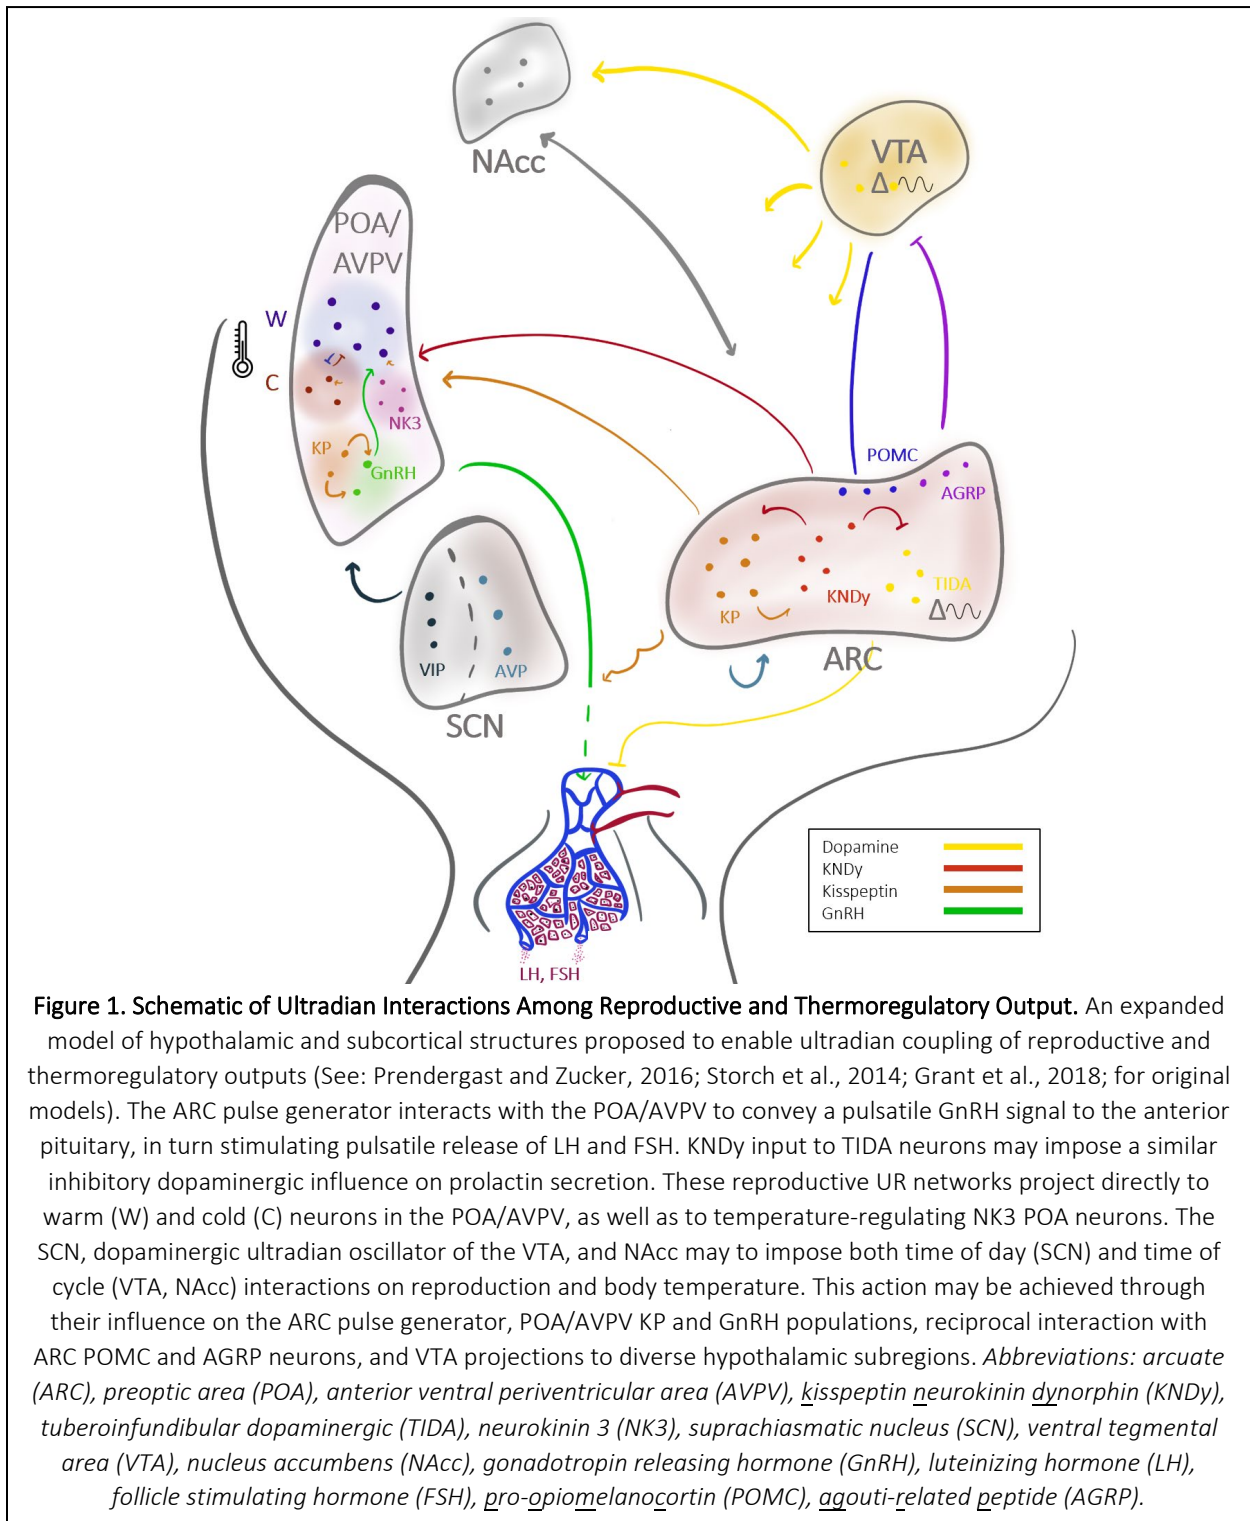 NAcc
VTA
Δ
POA/
AVPV
W
C
NK3
KP
GnRH
POMC
AGRP
KP
KNDy
TIDA
Δ
ARC
VIP
AVP
SCN
Dopamine
KNDy
Kisspeptin
GnRH
LH, FSH
Figure 1. Schematic of Ultradian Interactions Among Reproductive and Thermoregulatory Output. An expanded
model of hypothalamic and subcortical structures proposed to enable ultradian coupling of reproductive and
thermoregulatory outputs (See: Prendergast and Zucker, 2016; Storch et al., 2014; Grant et al., 2018; for original
models). The ARC pulse generator interacts with the POA/AVPV to convey a pulsatile GnRH signal to the anterior
pituitary, in turn stimulating pulsatile release of LH and FSH. KNDy input to TIDA neurons may impose a similar
inhibitory dopaminergic influence on prolactin secretion. These reproductive UR networks project directly to
warm (W) and cold (C) neurons in the POA/AVPV, as well as to temperature-regulating NK3 POA neurons. The
SCN, dopaminergic ultradian oscillator of the VTA, and NAcc may to impose both time of day (SCN) and time of
cycle (VTA, NAcc) interactions on reproduction and body temperature. This action may be achieved through
their influence on the ARC pulse generator, POA/AVPV KP and GnRH populations, reciprocal interaction with
ARC POMC and AGRP neurons, and VTA projections to diverse hypothalamic subregions. Abbreviations: arcuate
(ARC), preoptic area (POA), anterior ventral periventricular area (AVPV), kisspeptin neurokinin dynorphin (KNDy),
tuberoinfundibular dopaminergic (TIDA), neurokinin 3 (NK3), suprachiasmatic nucleus (SCN), ventral tegmental
area (VTA), nucleus accumbens (NAcc), gonadotropin releasing hormone (GnRH), luteinizing hormone (LH),
follicle stimulating hormone (FSH), pro-opiomelanocortin (POMC), agouti-related peptide (AGRP).